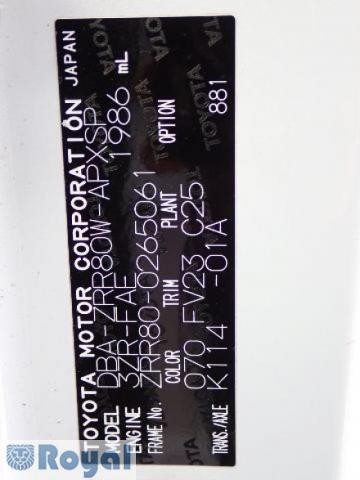 TOYOTA MOTOR CORPORATION JAPAN
MODEL DBA-ZRR80W-APXSP
ENGINE 3ZR-FAE 1986 mL
FRAME No. ZRR80-0265061
COLOR TRIM PLANT OPTION
070 FV23 C25 881
TRANS./AXLE K114 -01A
Royal